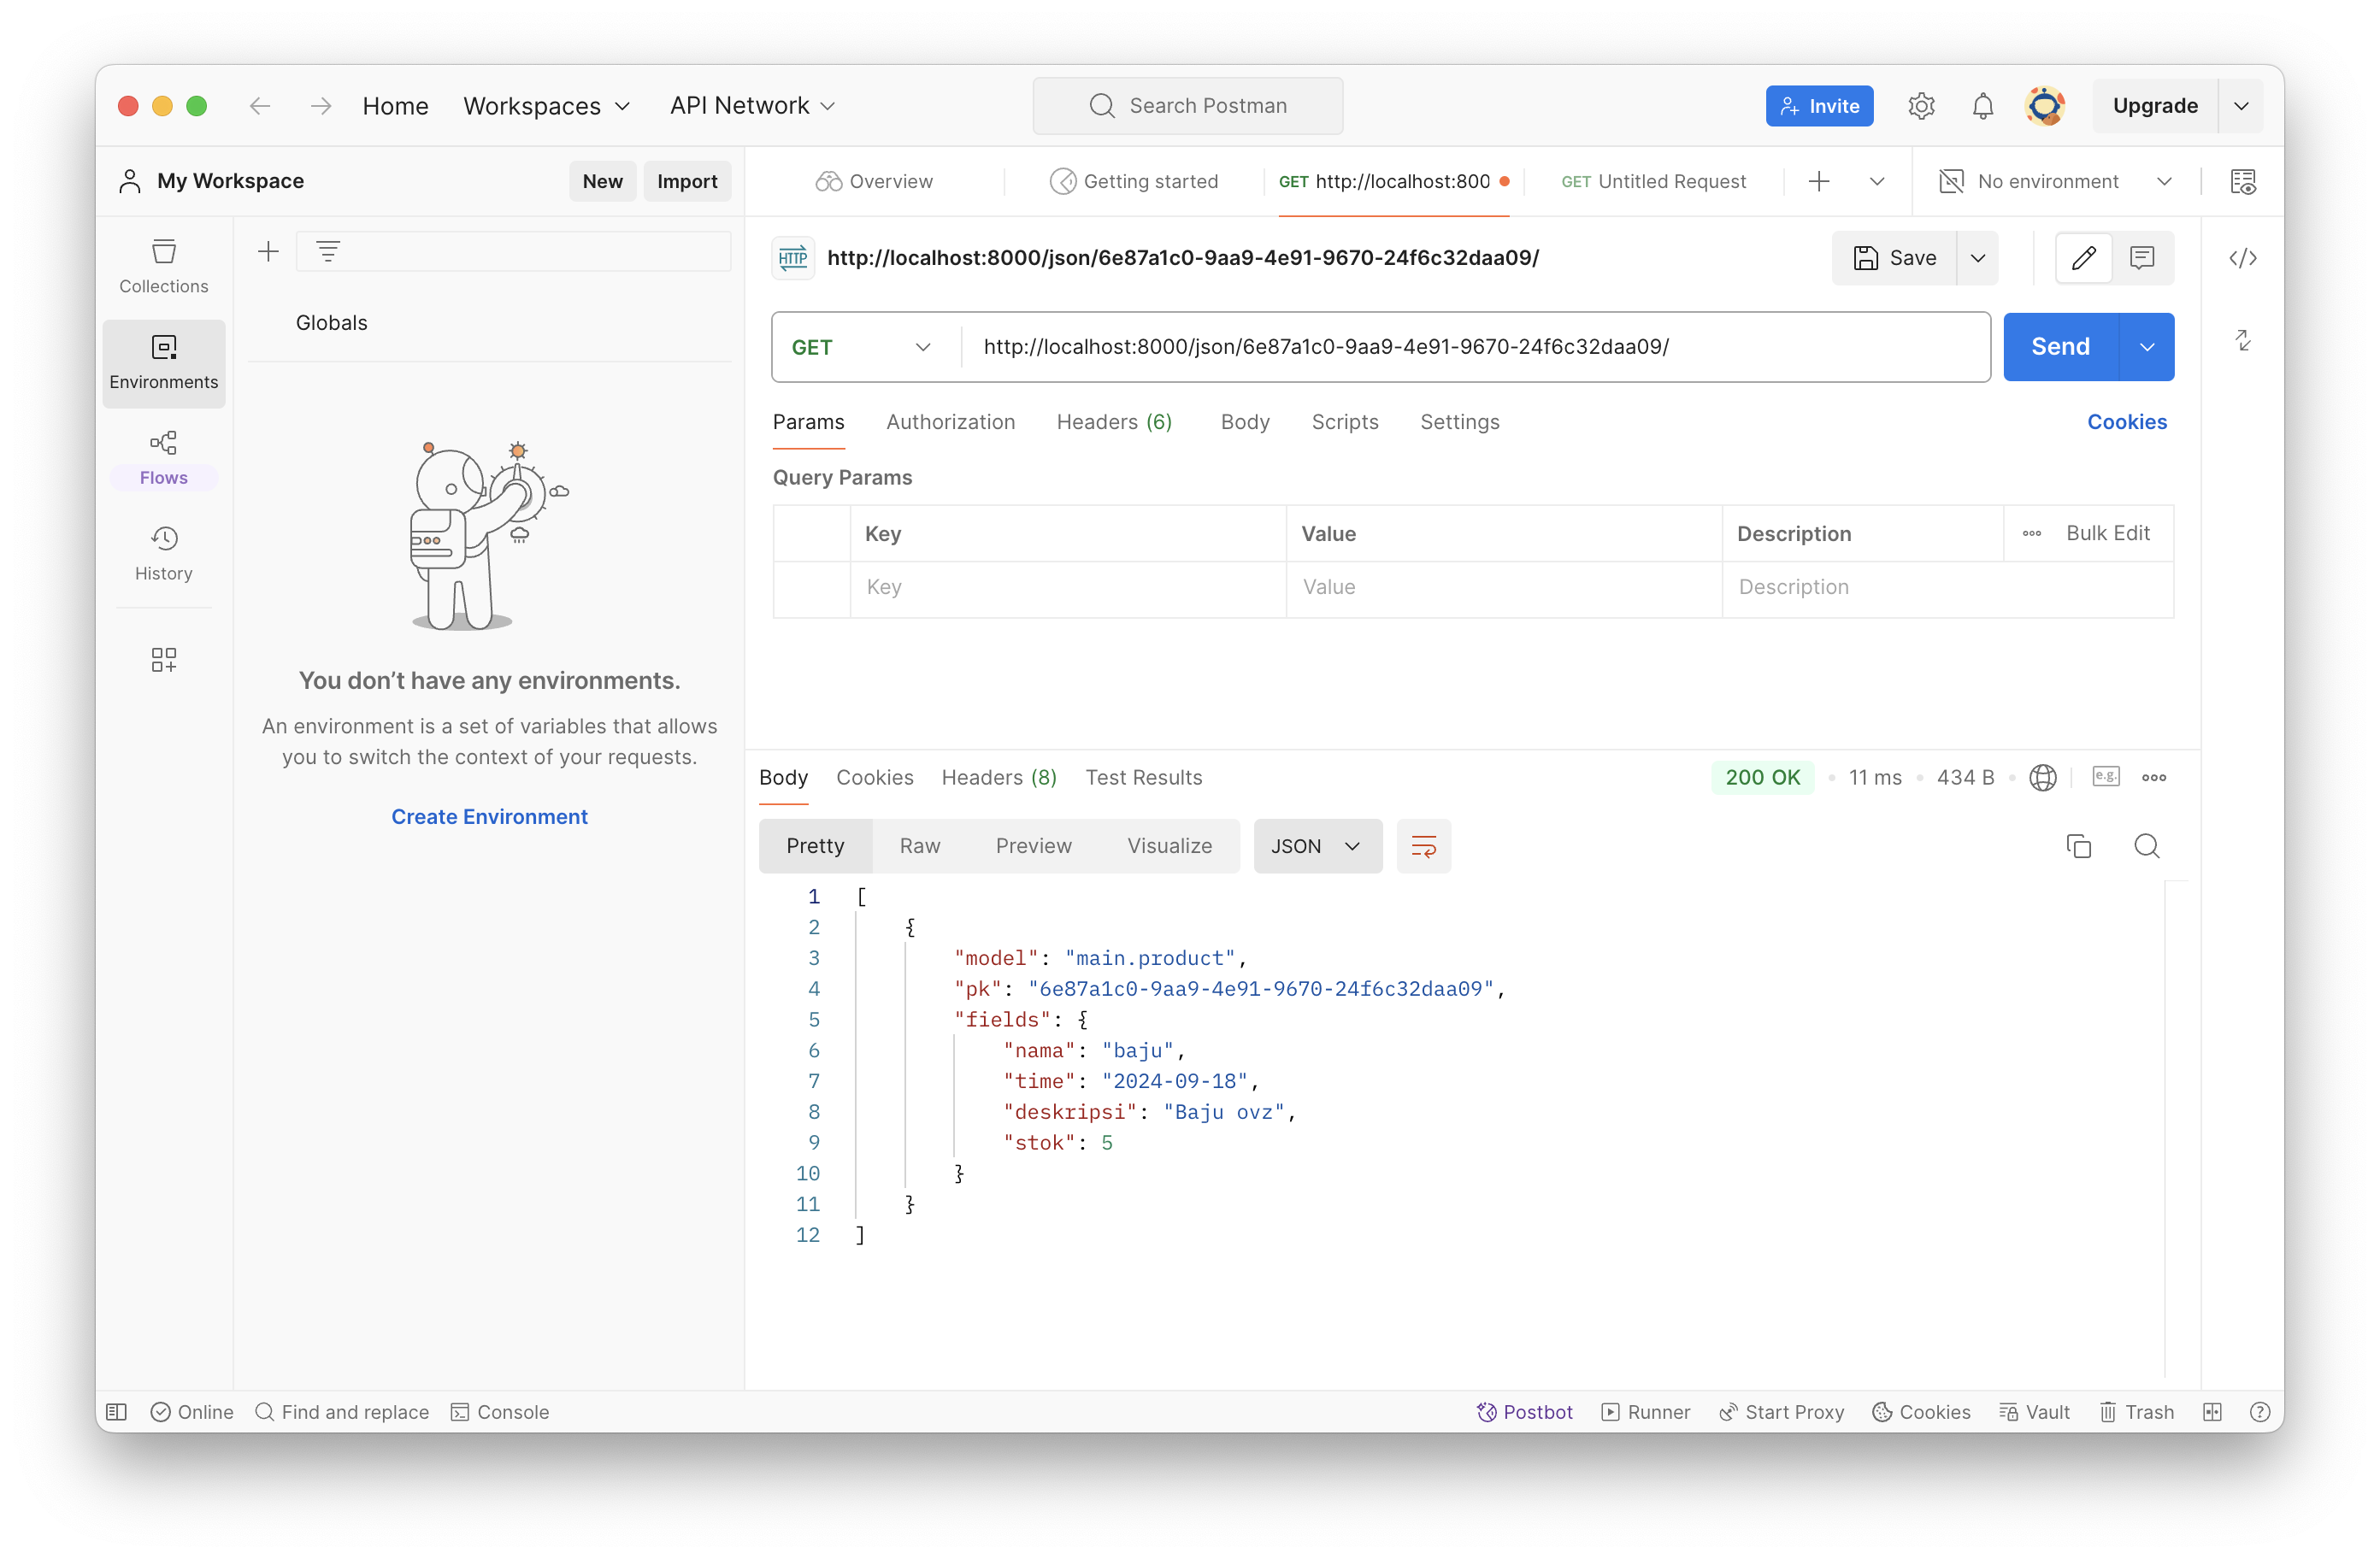 Home Workspaces API Network Search Postman Invite Upgrade
My Workspace New Import
Overview Getting started GET http://localhost:800 GET Untitled Request No environment
Collections
Environments
Flows
History
Globals
You don’t have any environments.
An environment is a set of variables that allows
you to switch the context of your requests.
Create Environment
HTTP http://localhost:8000/json/6e87a1c0-9aa9-4e91-9670-24f6c32daa09/ Save
GET http://localhost:8000/json/6e87a1c0-9aa9-4e91-9670-24f6c32daa09/ Send
Params Authorization Headers (6) Body Scripts Settings Cookies
Query Params
Key Value Description Bulk Edit
Key Value Description
Body Cookies Headers (8) Test Results 200 OK 11 ms 434 B e.g.
Pretty Raw Preview Visualize JSON
1 [
2 {
3 "model": "main.product",
4 "pk": "6e87a1c0-9aa9-4e91-9670-24f6c32daa09",
5 "fields": {
6 "nama": "baju",
7 "time": "2024-09-18",
8 "deskripsi": "Baju ovz",
9 "stok": 5
10 }
11 }
12 ]
Online Find and replace Console Postbot Runner Start Proxy Cookies Vault Trash